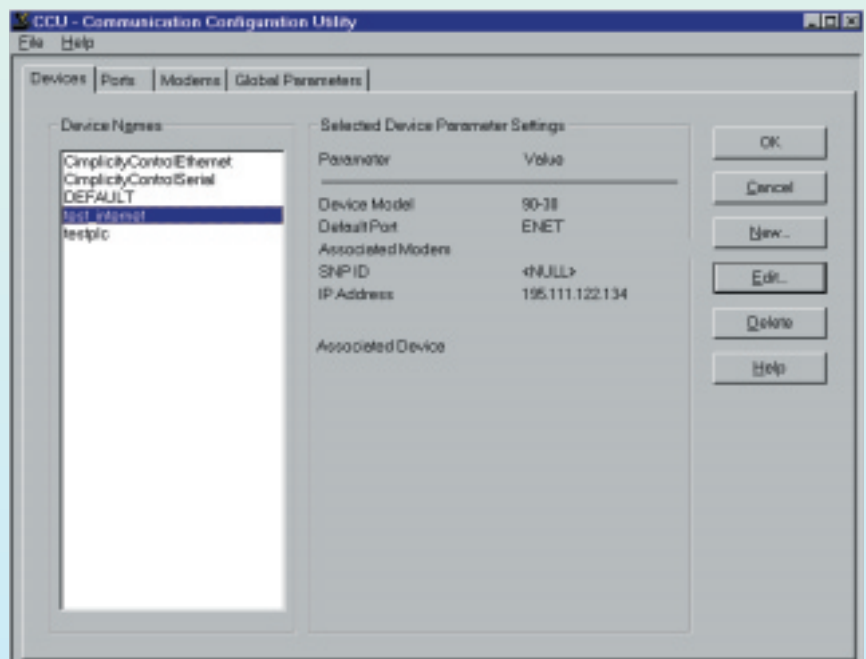 CCU - Communication Configuration Utility
File Help
Devices Ports Modems Global Parameters
Device Names
CimplicityControlEthernet
CimplicityControlSerial
DEFAULT
test_internet
testplc
Selected Device Parameter Settings
Parameter Value
Device Model 90-30
Default Port ENET
Associated Modem
SNP ID <NULL>
IP Address 195.111.122.134
Associated Device
OK
Cancel
New...
Edit...
Delete
Help